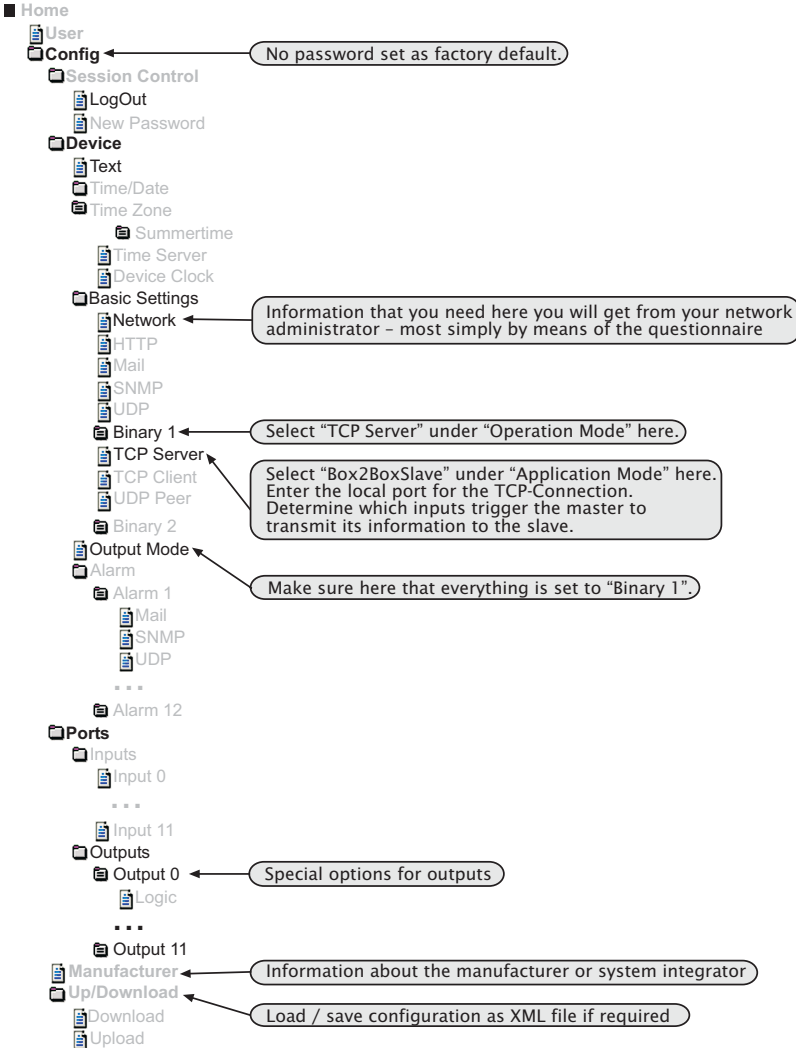 Home
User
Config
No password set as factory default.
Session Control
LogOut
New Password
Device
Text
Time/Date
Time Zone
Summertime
Time Server
Device Clock
Basic Settings
Network
Information that you need here you will get from your network
administrator – most simply by means of the questionnaire
HTTP
Mail
SNMP
UDP
Binary 1
Select “TCP Server” under “Operation Mode” here.
TCP Server
TCP Client
UDP Peer
Select “Box2BoxSlave” under “Application Mode” here.
Enter the local port for the TCP-Connection.
Determine which inputs trigger the master to
transmit its information to the slave.
Binary 2
Output Mode
Alarm
Make sure here that everything is set to “Binary 1”.
Alarm 1
Mail
SNMP
UDP
...
Alarm 12
Ports
Inputs
Input 0
...
Input 11
Outputs
Output 0
Special options for outputs
Logic
...
Output 11
Manufacturer
Information about the manufacturer or system integrator
Up/Download
Download
Load / save configuration as XML file if required
Upload